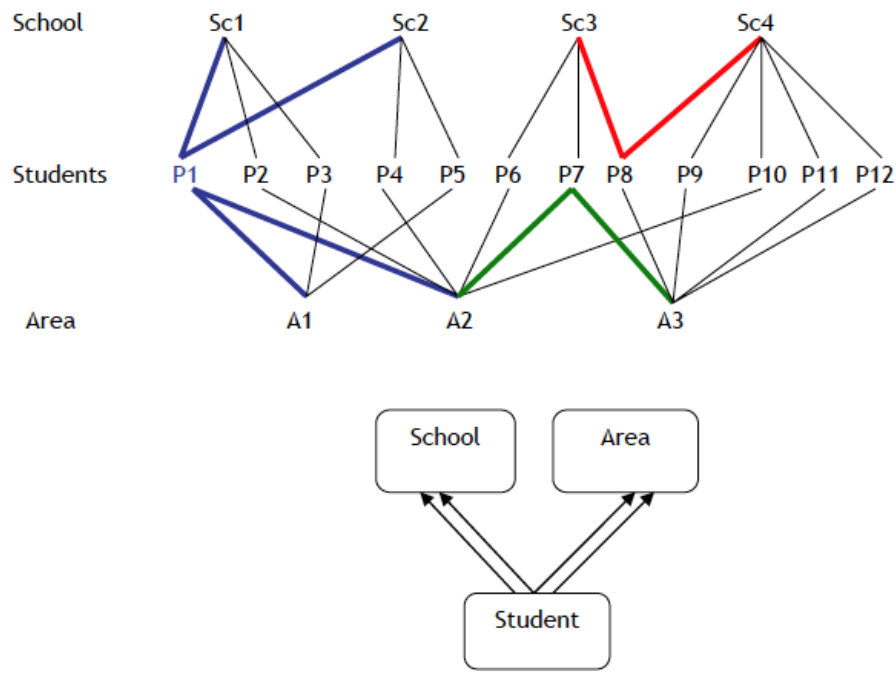 School Sc1 Sc2 Sc3 Sc4
Students P1 P2 P3 P4 P5 P6 P7 P8 P9 P10 P11 P12
Area A1 A2 A3
School Area
Student